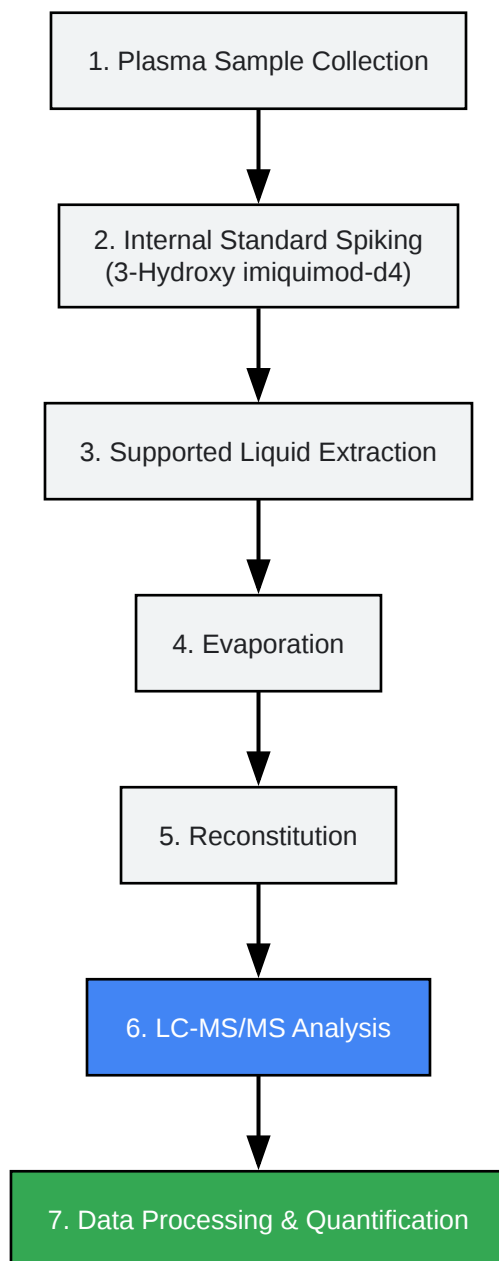 1. Plasma Sample Collection
2. Internal Standard Spiking
(3-Hydroxy imiquimod-d4)
3. Supported Liquid Extraction
4. Evaporation
5. Reconstitution
6. LC-MS/MS Analysis
7. Data Processing & Quantification